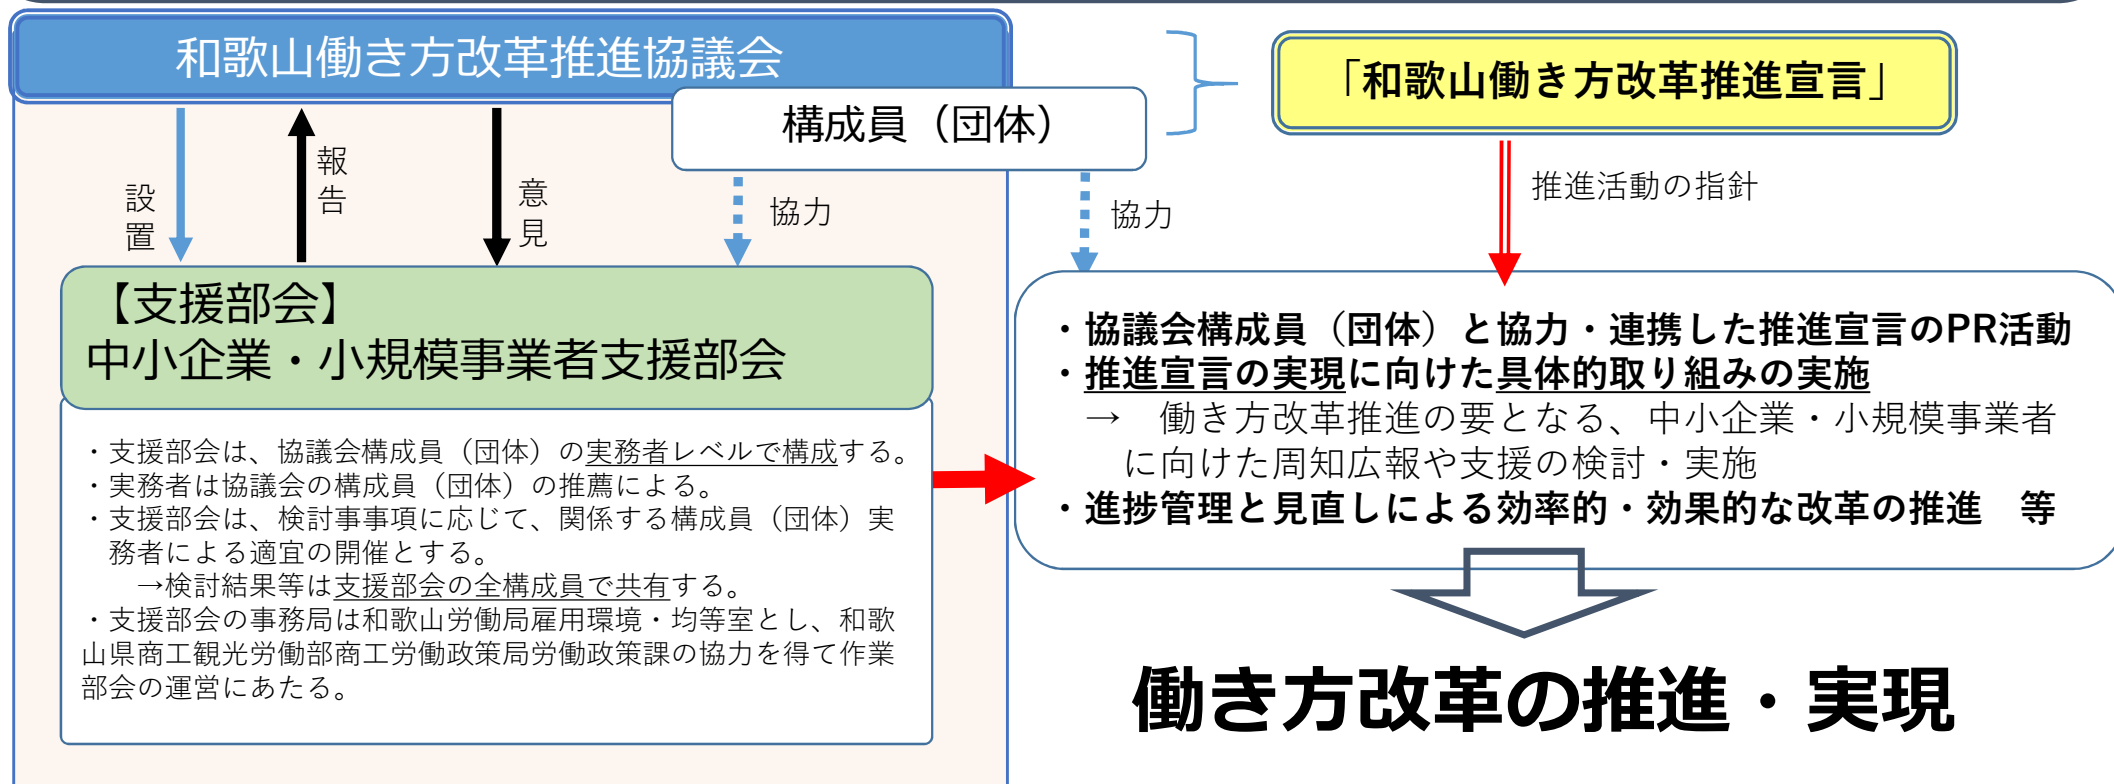 和歌山働き方改革推進協議会
構成員（団体）
「和歌山働き方改革推進宣言」
設置
報告
意見
協力
協力
推進活動の指針
【支援部会】
中小企業・小規模事業者支援部会
・支援部会は、協議会構成員（団体）の実務者レベルで構成する。
・実務者は協議会の構成員（団体）の推薦による。
・支援部会は、検討事事項に応じて、関係する構成員（団体）実
務者による適宜の開催とする。
→検討結果等は支援部会の全構成員で共有する。
・支援部会の事務局は和歌山労働局雇用環境・均等室とし、和歌
山県商工観光労働部商工労働政策局労働政策課の協力を得て作業
部会の運営にあたる。
・協議会構成員（団体）と協力・連携した推進宣言のPR活動
・推進宣言の実現に向けた具体的取り組みの実施
→　働き方改革推進の要となる、中小企業・小規模事業者
に向けた周知広報や支援の検討・実施
・進捗管理と見直しによる効率的・効果的な改革の推進　等
働き方改革の推進・実現